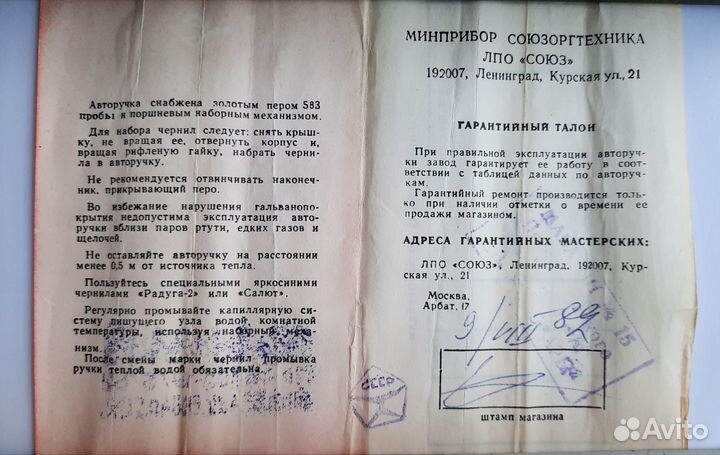 Авторучка снабжена золотым пером 583
пробы и поршневым наборным механизмом.
Для набора чернил следует: снять крыш-
ку, не вращая ее, отвернуть корпус и,
вращая рифленую гайку, набрать черни-
ла в авторучку.
Не рекомендуется отвинчивать наконеч-
ник, прикрывающий перо.
Во избежание нарушения гальванопо-
крытия недопустима эксплуатация авто-
ручки вблизи паров ртути, едких газов и
щелочей.
Не оставляйте авторучку на расстоянии
менее 0,5 м от источника тепла.
Пользуйтесь специальными яркосиними
чернилами «Радуга-2» или «Салют».
Регулярно промывайте капиллярную си-
стему пишущего узла водой комнатной
температуры, используя наборный меха-
низм.
После смены марки чернил промывка
ручки теплой водой обязательна.
СССР
МИНПРИБОР СОЮЗОРГТЕХНИКА
ЛПО «СОЮЗ»
192007, Ленинград, Курская ул., 21
ГАРАНТИЙНЫЙ ТАЛОН
При правильной эксплуатации авторуч-
ки завод гарантирует ее работу в соот-
ветствии с таблицей данных по авторуч-
кам.
Гарантийный ремонт производится толь-
ко при наличии отметки о времени ее
продажи магазином.
АДРЕСА ГАРАНТИЙНЫХ МАСТЕРСКИХ:
ЛПО «СОЮЗ», Ленинград, 192007, Кур-
ская ул., 21
Москва,
Арбат, 17
9/VIII 82
15
штамп магазина
Avito